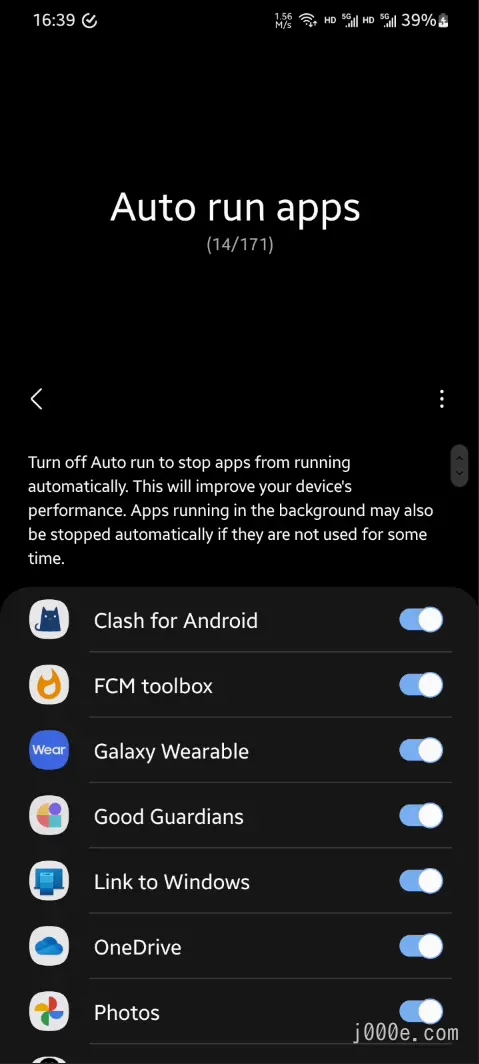 16:39
1.56 M/s HD 5G HD 5G 39%
Auto run apps
(14/171)
Turn off Auto run to stop apps from running
automatically. This will improve your device's
performance. Apps running in the background may also
be stopped automatically if they are not used for some
time.
Clash for Android
FCM toolbox
Wear
Galaxy Wearable
Good Guardians
Link to Windows
OneDrive
Photos
j000e.com